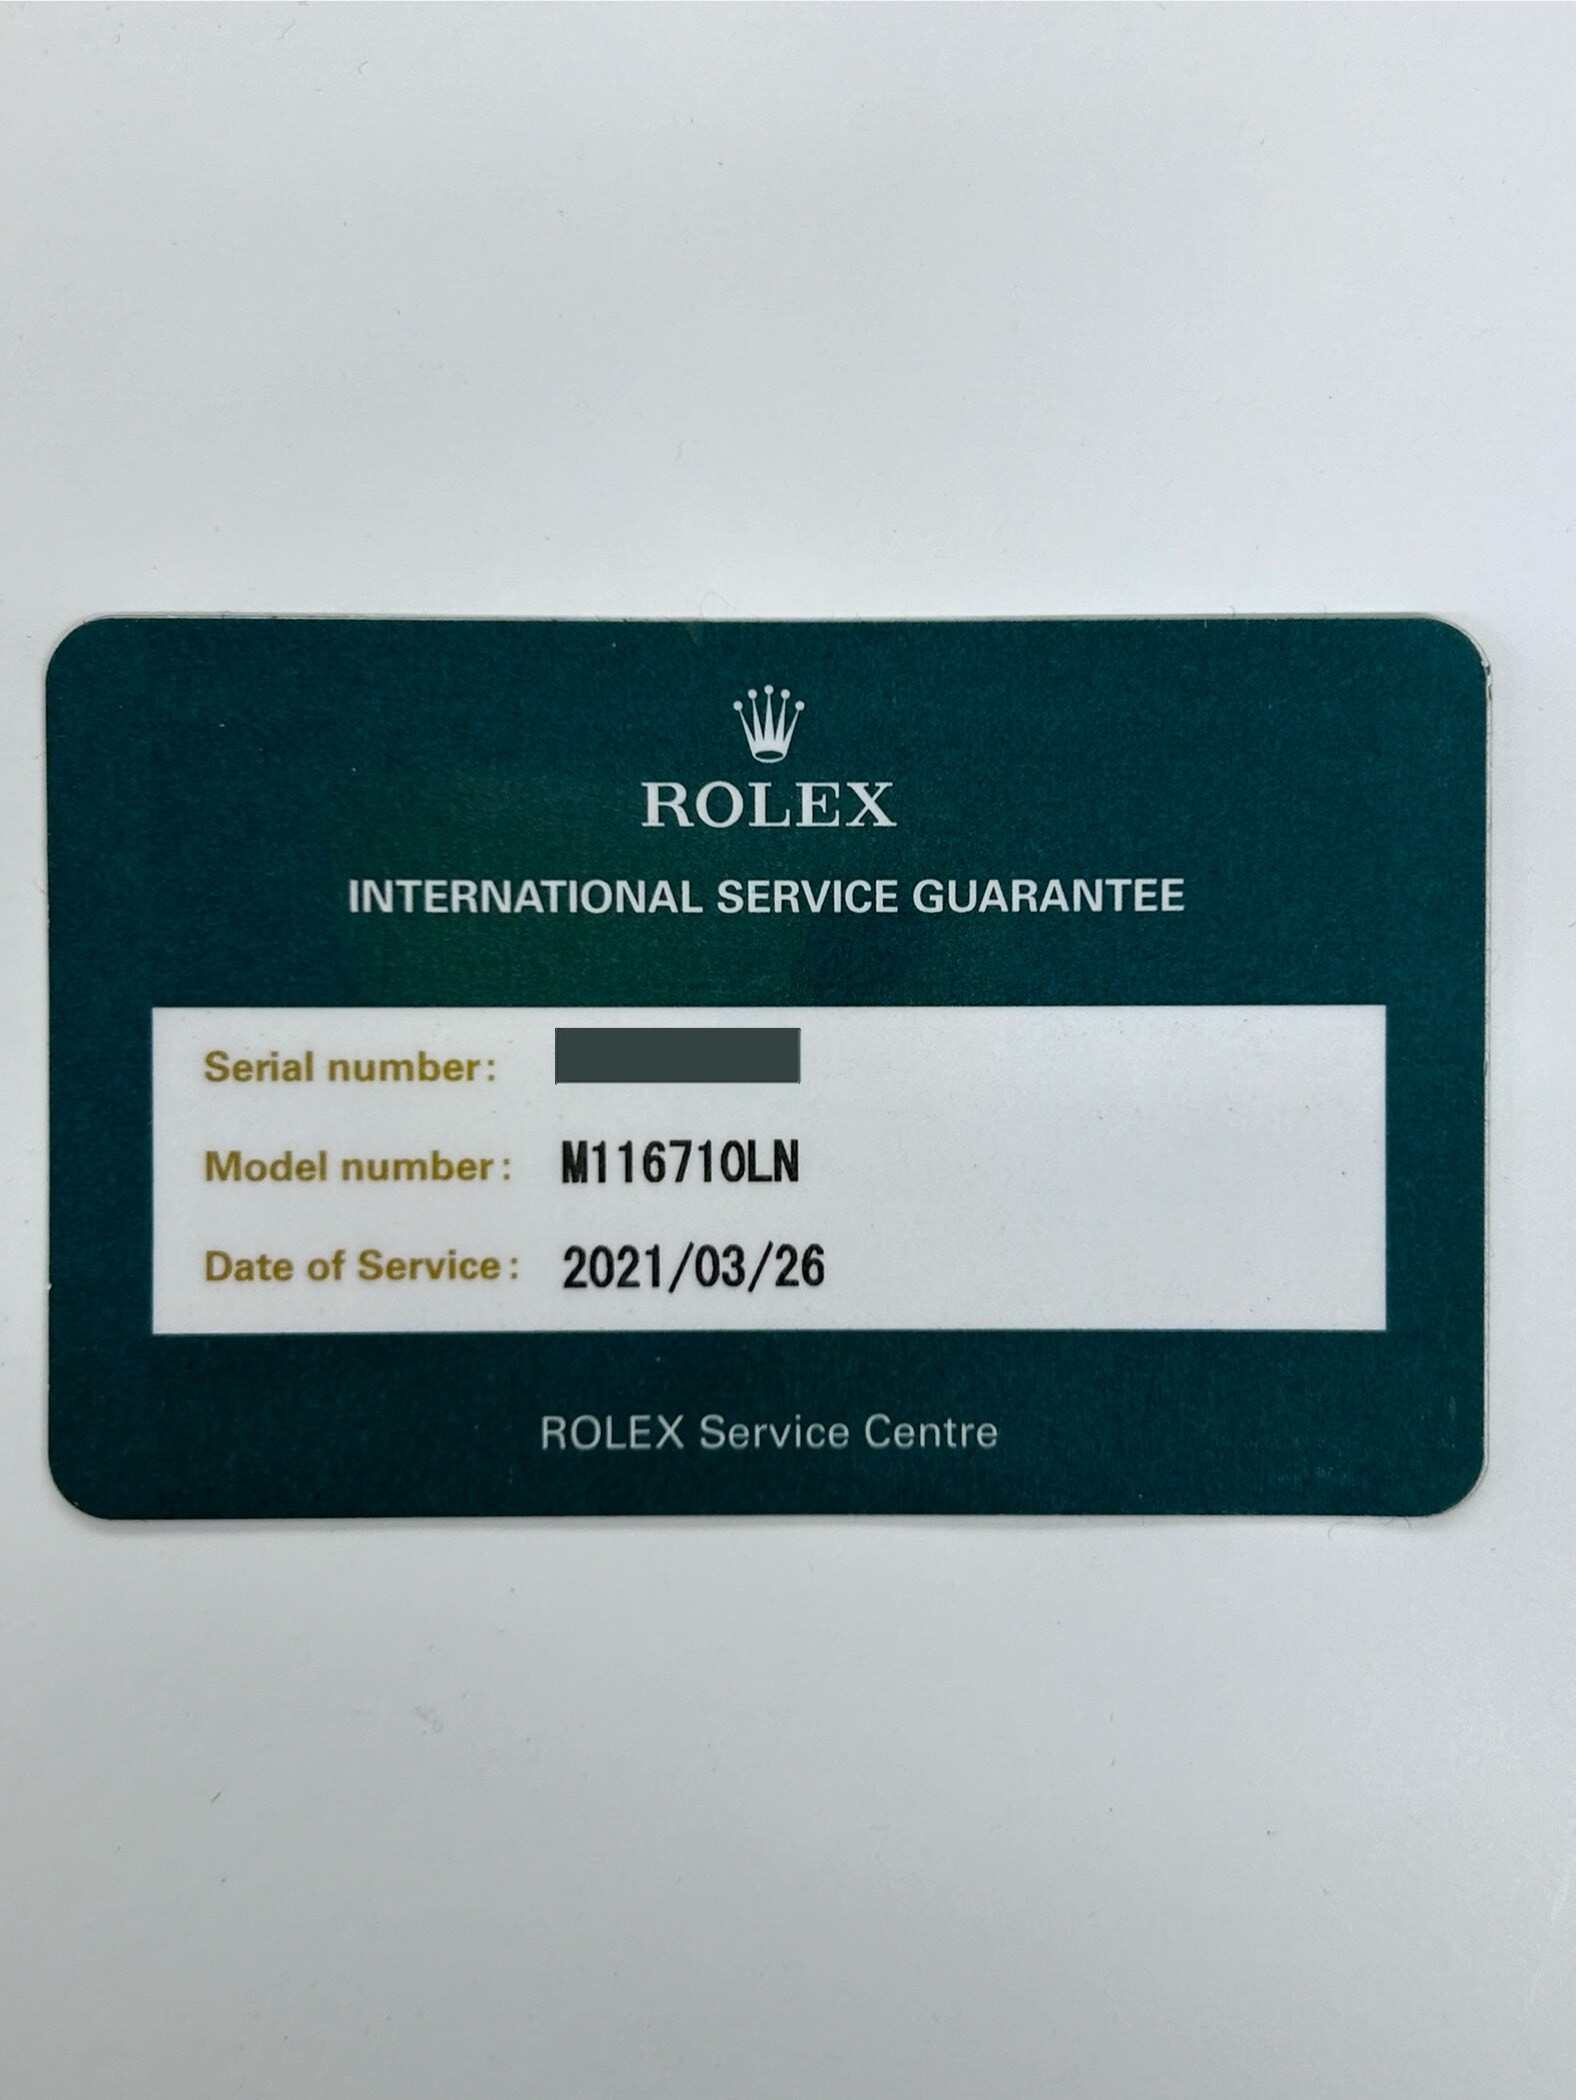 ROLEX
INTERNATIONAL SERVICE GUARANTEE
Serial number:
Model number: M116710LN
Date of Service: 2021/03/26
ROLEX Service Centre